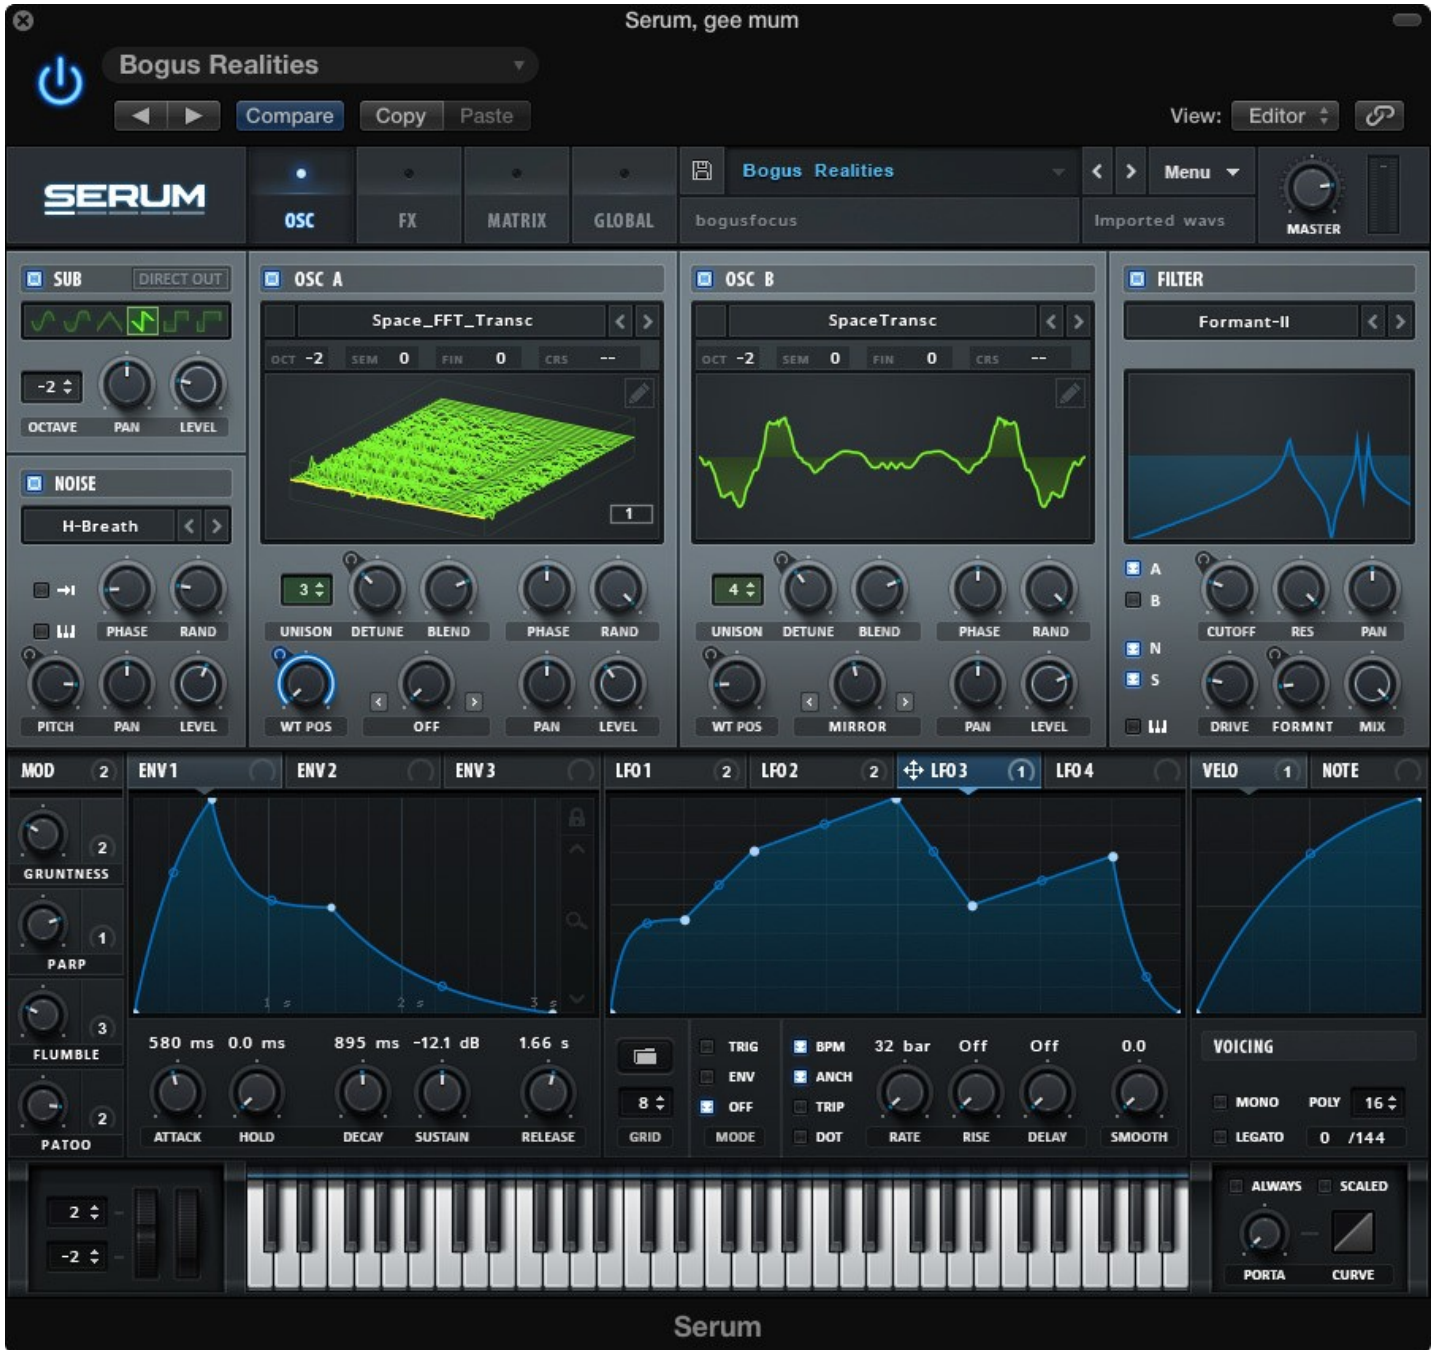 Serum, gee mum
Bogus Realities
Compare Copy Paste View: Editor
SERUM
OSC FX MATRIX GLOBAL
Bogus Realities Menu
bogusfocus Imported wavs
MASTER
SUB DIRECT OUT
-2
OCTAVE PAN LEVEL
NOISE
H-Breath
PHASE RAND
PITCH PAN LEVEL
OSC A
Space_FFT_Transc
OCT -2 SEM 0 FIN 0 CRS --
1
3
UNISON DETUNE BLEND PHASE RAND
WT POS OFF PAN LEVEL
OSC B
SpaceTransc
OCT -2 SEM 0 FIN 0 CRS --
4
UNISON DETUNE BLEND PHASE RAND
WT POS MIRROR PAN LEVEL
FILTER
Formant-II
A
B
N
S
CUTOFF RES PAN
DRIVE FORMNT MIX
MOD 2 ENV 1 ENV 2 ENV 3 LFO 1 2 LFO 2 2 LFO 3 1 LFO 4 VELO 1 NOTE
2
GRUNTNESS
1
PARP
3
FLUMBLE
2
PATOO
1 s 2 s 3 s
580 ms 0.0 ms 895 ms -12.1 dB 1.66 s
ATTACK HOLD DECAY SUSTAIN RELEASE
8
GRID
TRIG
ENV
OFF
MODE
BPM
ANCH
TRIP
DOT
32 bar Off Off 0.0
RATE RISE DELAY SMOOTH
VOICING
MONO POLY 16
LEGATO 0 /144
2
-2
ALWAYS SCALED
PORTA CURVE
Serum